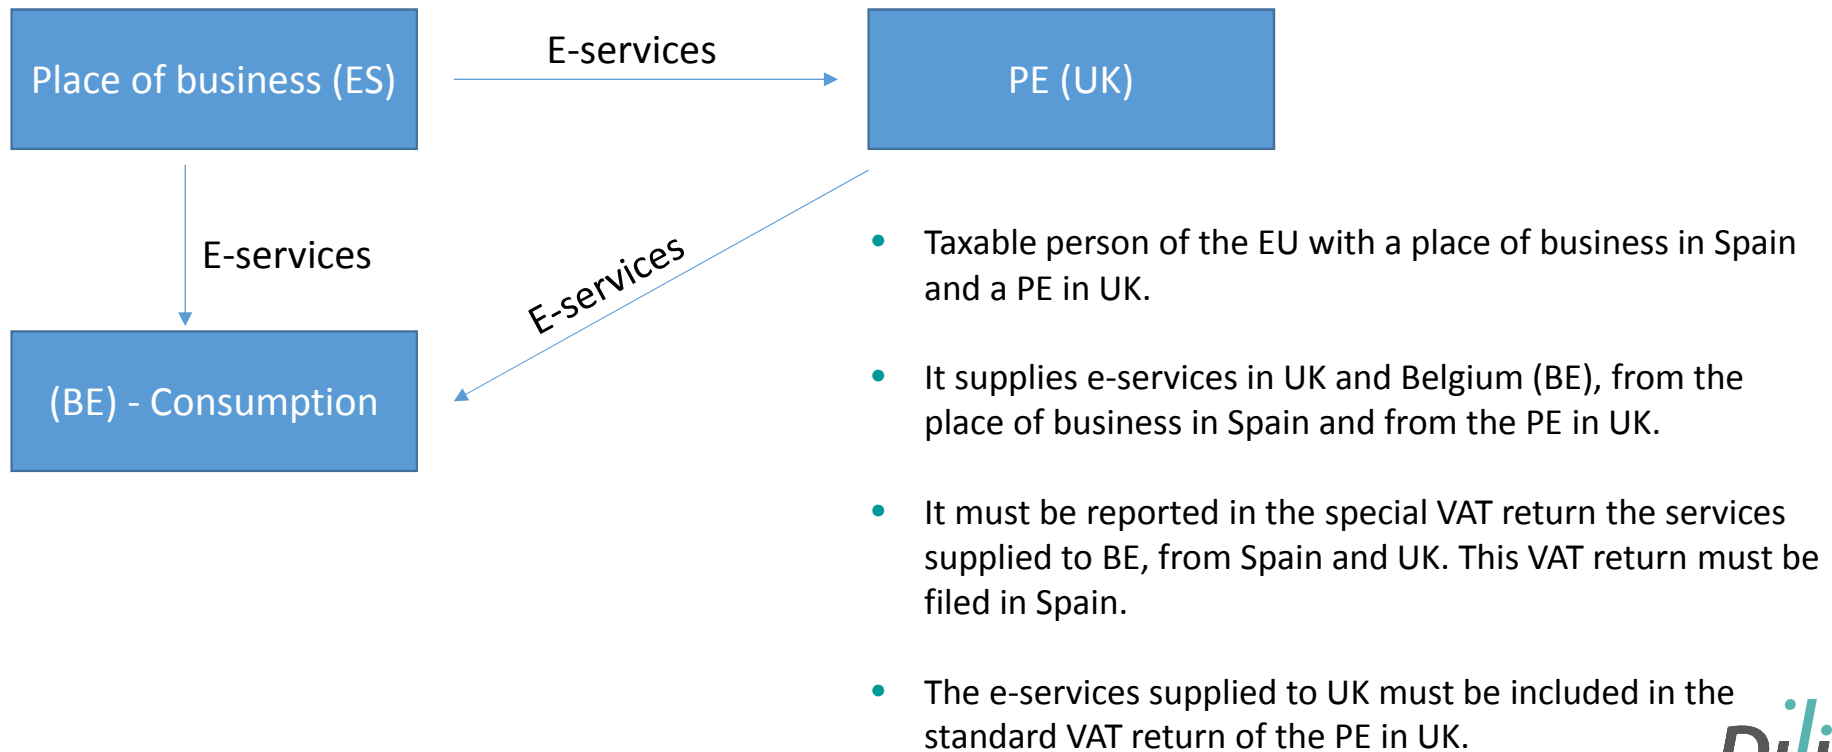 Place of business (ES)
E-services
PE (UK)
E-services
E-services
(BE) - Consumption
• Taxable person of the EU with a place of business in Spain
and a PE in UK.
• It supplies e-services in UK and Belgium (BE), from the
place of business in Spain and from the PE in UK.
• It must be reported in the special VAT return the services
supplied to BE, from Spain and UK. This VAT return must be
filed in Spain.
• The e-services supplied to UK must be included in the
standard VAT return of the PE in UK.